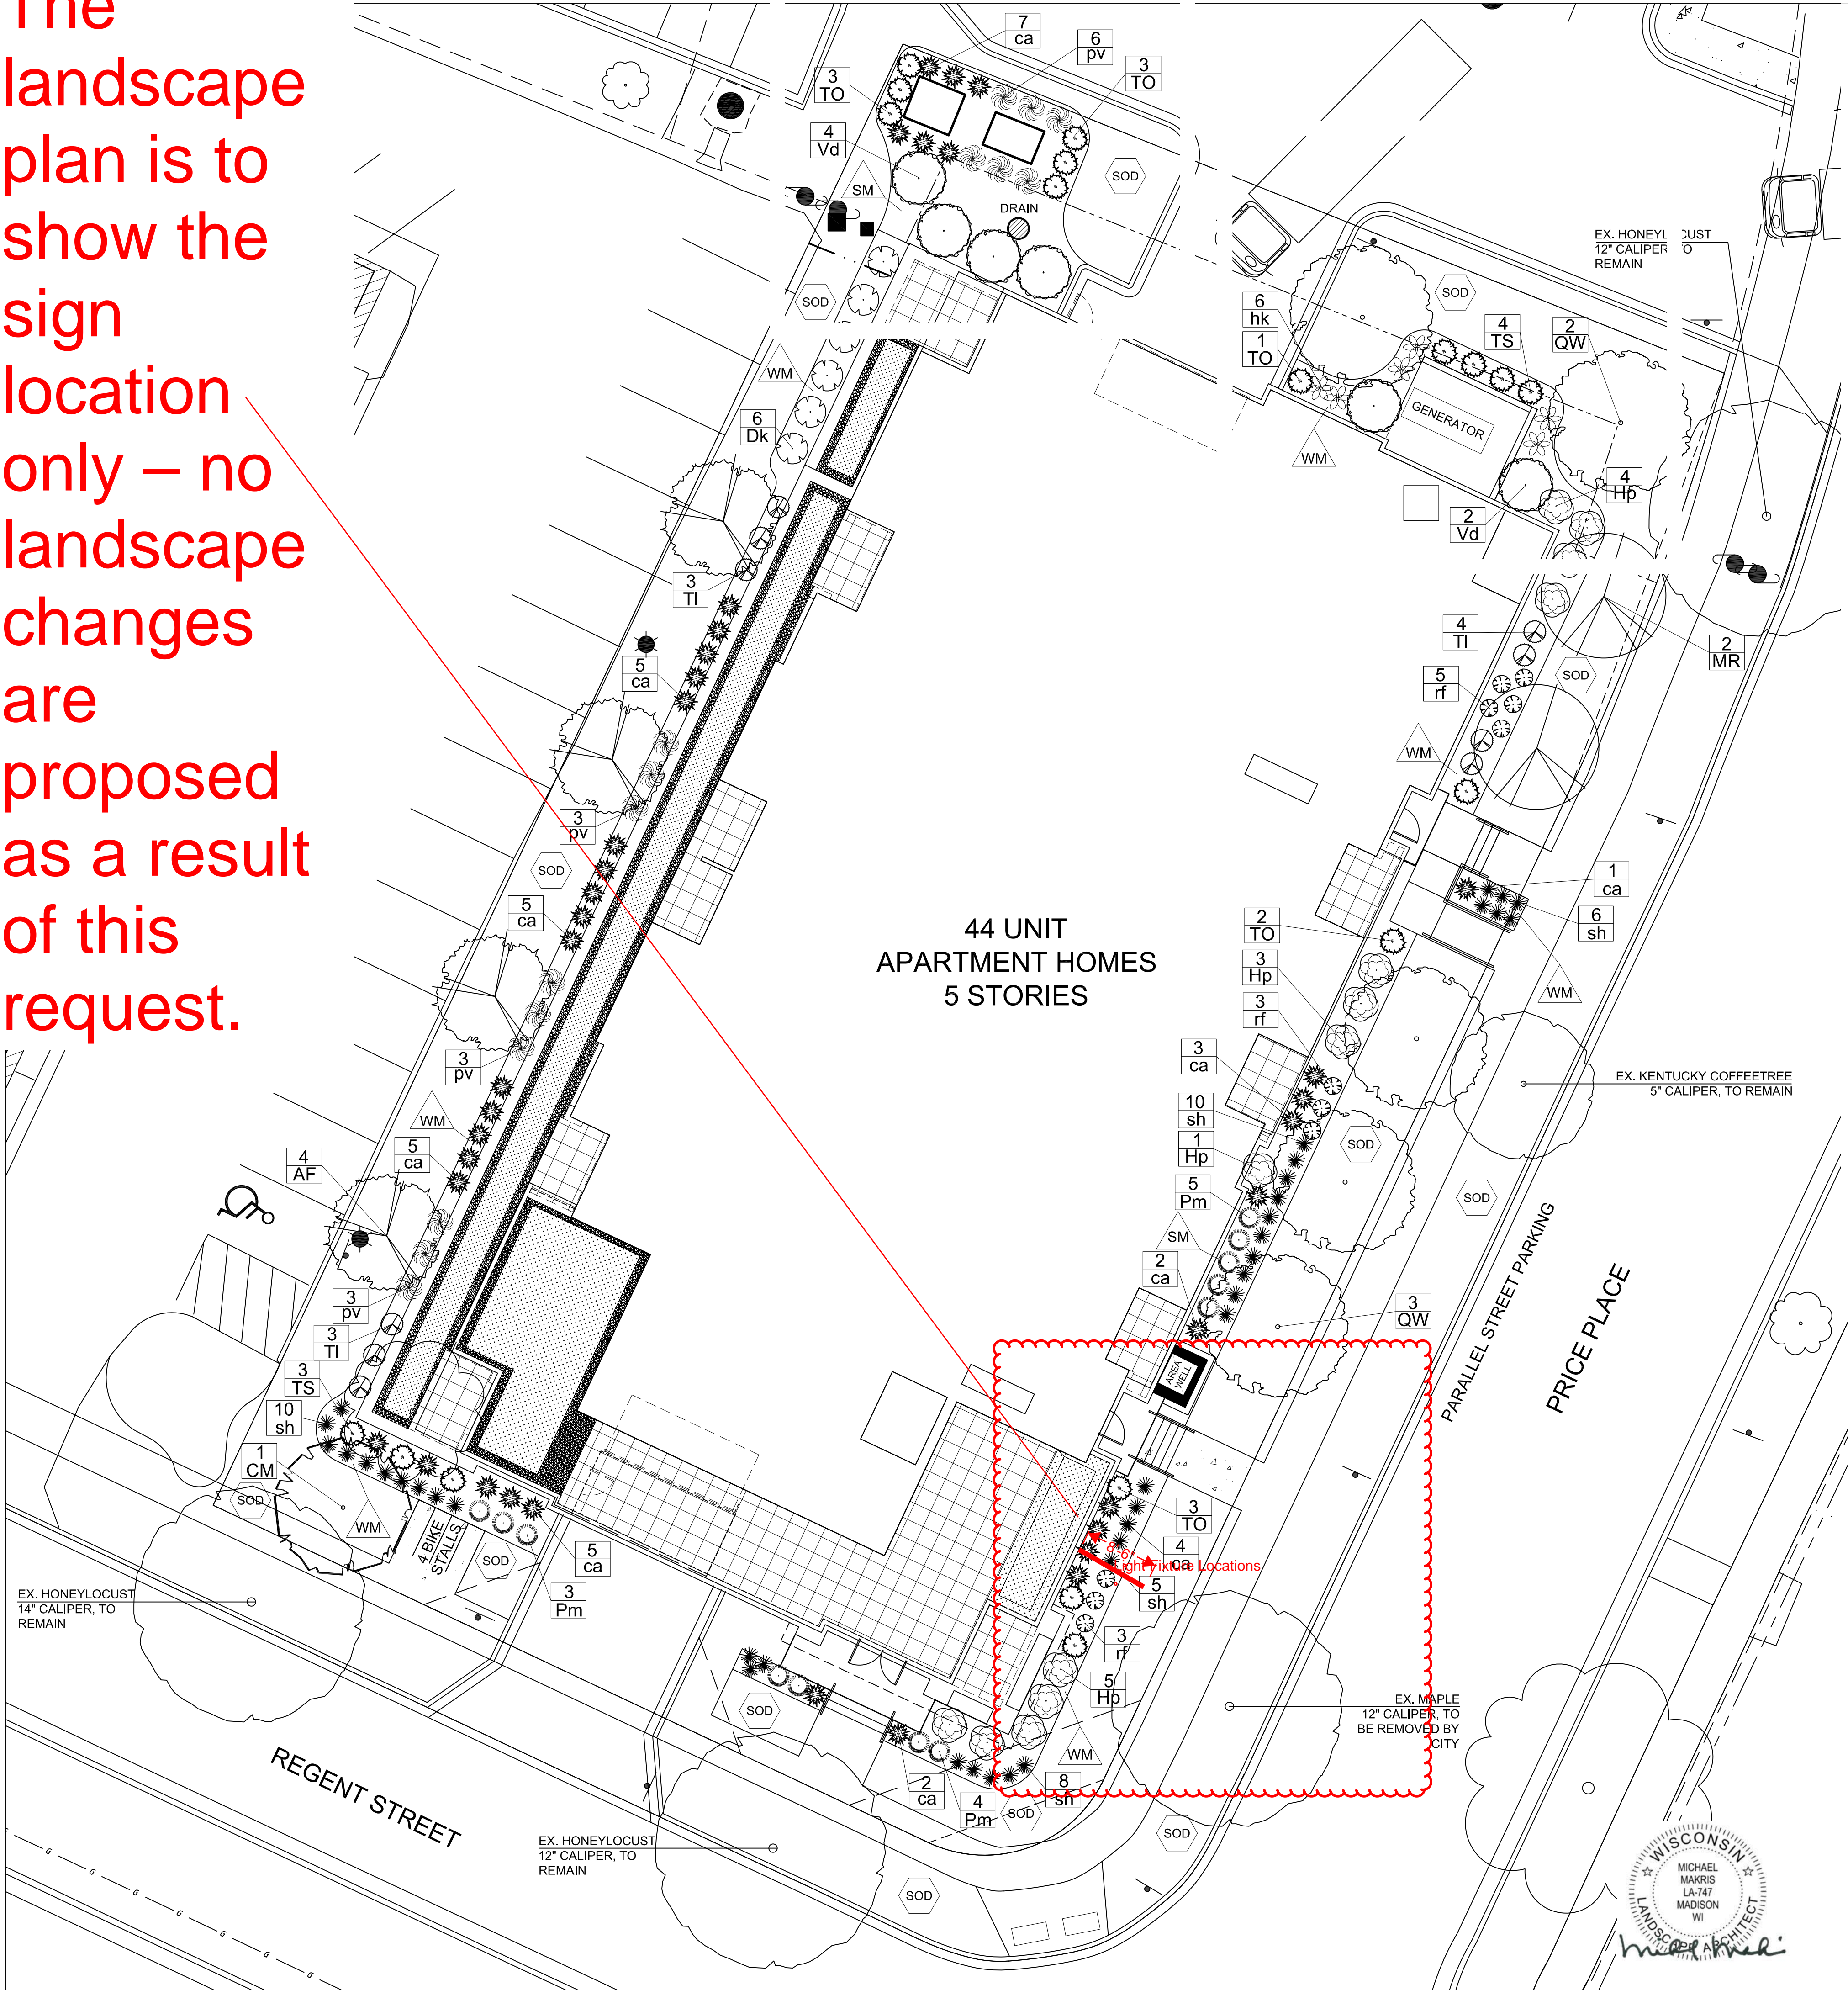 The
landscape
plan is to
show the
sign
location
only – no
landscape
changes
are
proposed
as a result
of this
request.
7
ca
6
pv
3
TO
3
TO
4
Vd
SM
SOD
DRAIN
SOD
WM
6
Dk
3
TI
5
ca
3
pv
SOD
5
ca
3
pv
WM
5
ca
4
AF
3
pv
3
TI
3
TS
10
sh
1
CM
SOD
WM
4 BIKE
STALLS
SOD
5
ca
3
Pm
EX. HONEYLOCUST
14" CALIPER, TO
REMAIN
EX. HONEYLOCUST
12" CALIPER, TO
REMAIN
SOD
6
hk
1
TO
4
TS
2
QW
GENERATOR
WM
2
Vd
4
Hp
4
TI
5
rf
SOD
2
MR
WM
1
ca
6
sh
WM
44 UNIT
APARTMENT HOMES
5 STORIES
2
TO
3
Hp
3
rf
3
ca
10
sh
1
Hp
5
Pm
SM
2
ca
SOD
EX. KENTUCKY COFFEETREE
5" CALIPER, TO REMAIN
SOD
3
QW
PARALLEL STREET PARKING
PRICE PLACE
AREA
WELL
3
TO
4
ca
8'-6"
ight Fixture Locations
5
sh
3
rf
5
Hp
EX. MAPLE
12" CALIPER, TO
BE REMOVED BY
CITY
WM
SOD
2
ca
4
Pm
8
sh
SOD
SOD
REGENT STREET
EX. HONEYLOCUST
12" CALIPER, TO
REMAIN
SOD
G
G
G
G
G
G
WISCONSIN
MICHAEL
MAKRIS
LA-747
MADISON
WI
LANDSCAPE ARCHITECT